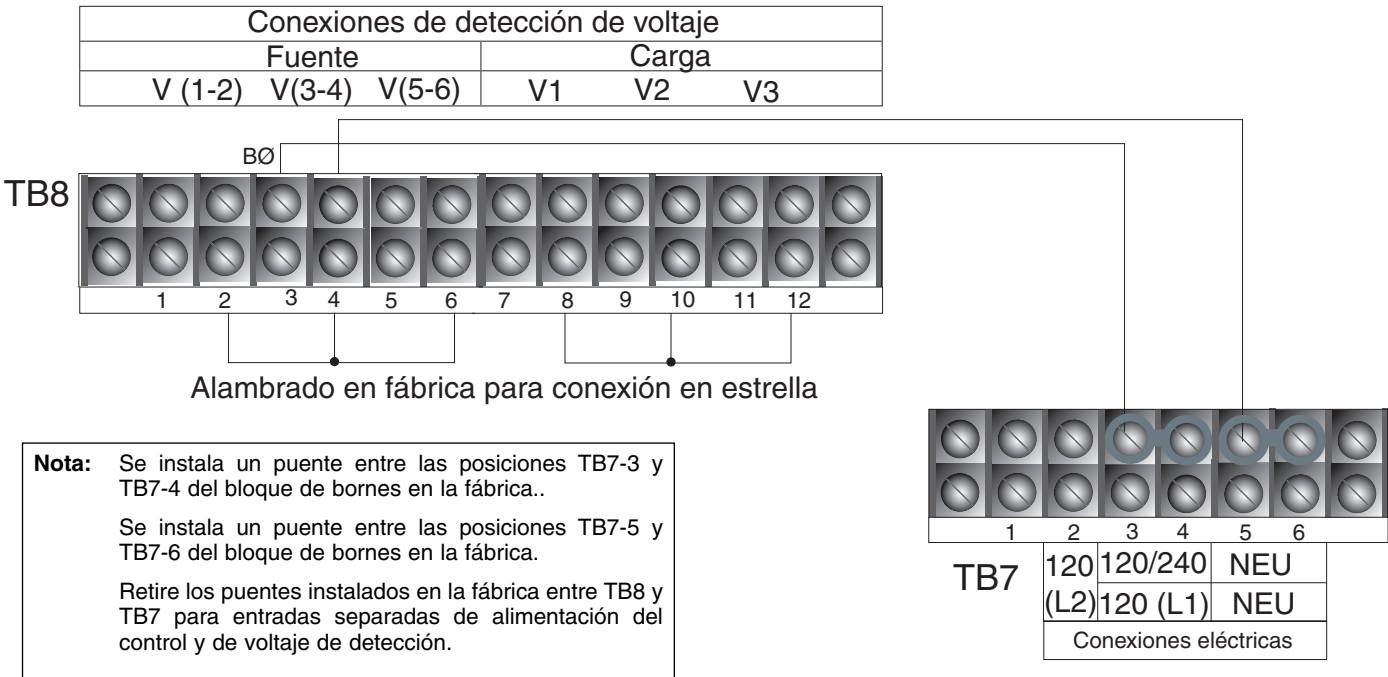 Conexiones de detección de voltaje
Fuente Carga
V (1-2) V(3-4) V(5-6) V1 V2 V3
BØ
TB8
1 2 3 4 5 6 7 8 9 10 11 12
Alambrado en fábrica para conexión en estrella
Nota: Se instala un puente entre las posiciones TB7-3 y
TB7-4 del bloque de bornes en la fábrica..
Se instala un puente entre las posiciones TB7-5 y
TB7-6 del bloque de bornes en la fábrica.
Retire los puentes instalados en la fábrica entre TB8 y
TB7 para entradas separadas de alimentación del
control y de voltaje de detección.
1 2 3 4 5 6
TB7
120 120/240 NEU
(L2) 120 (L1) NEU
Conexiones eléctricas